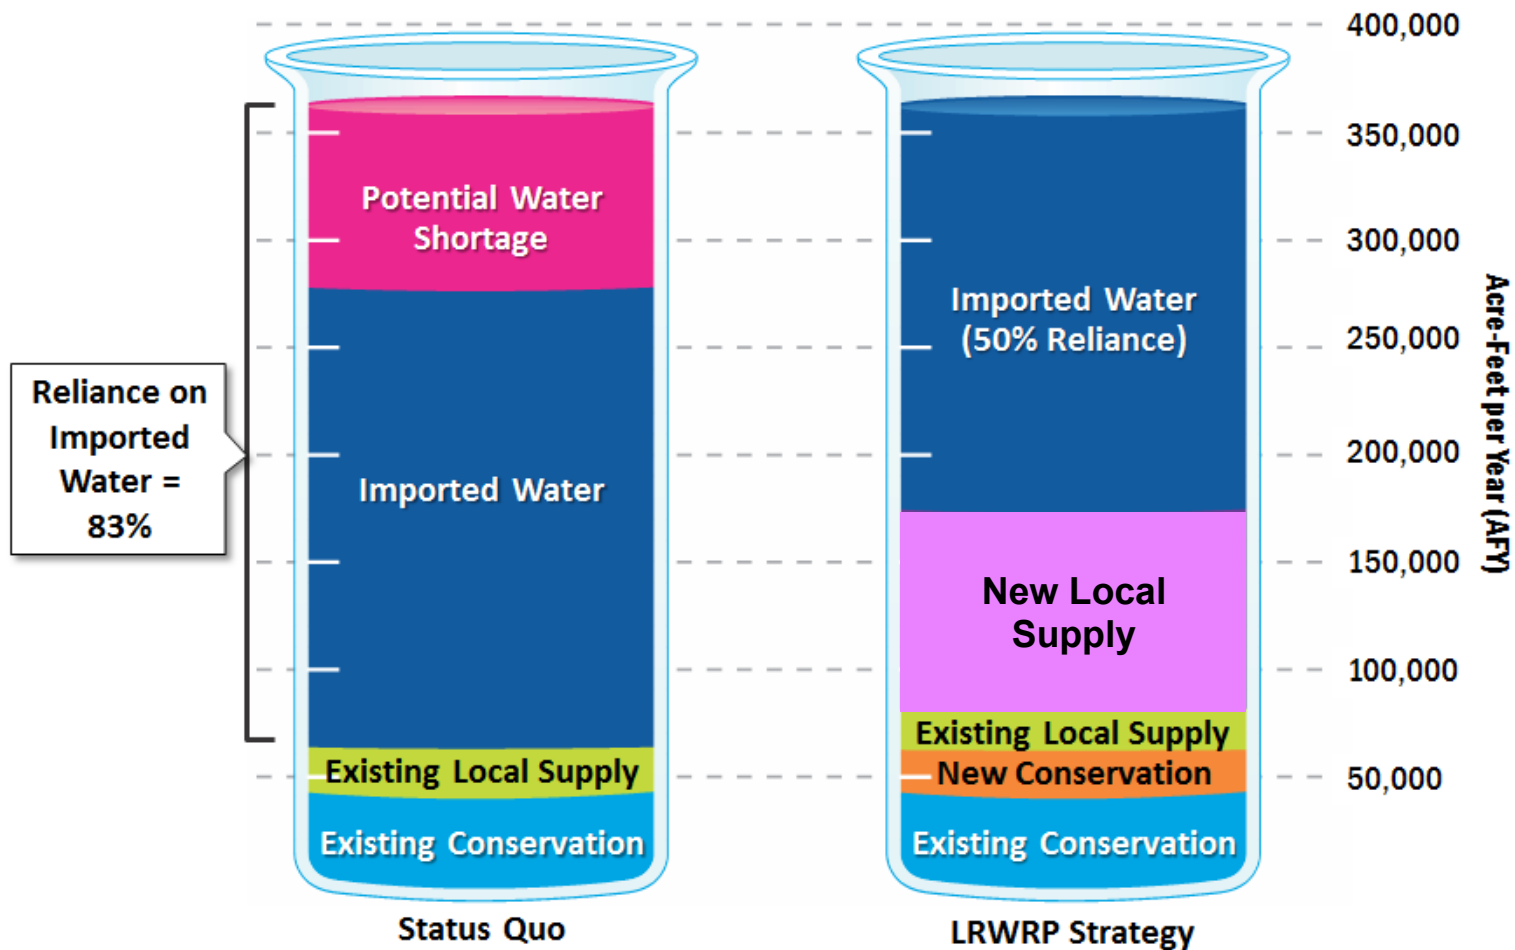 400,000
350,000
300,000
250,000
200,000
150,000
100,000
50,000
Acre-Feet per Year (AFY)
Reliance on
Imported
Water =
83%
Potential Water
Shortage
Imported Water
Existing Local Supply
Existing Conservation
Status Quo
Imported Water
(50% Reliance)
New Local
Supply
Existing Local Supply
New Conservation
Existing Conservation
LRWRP Strategy